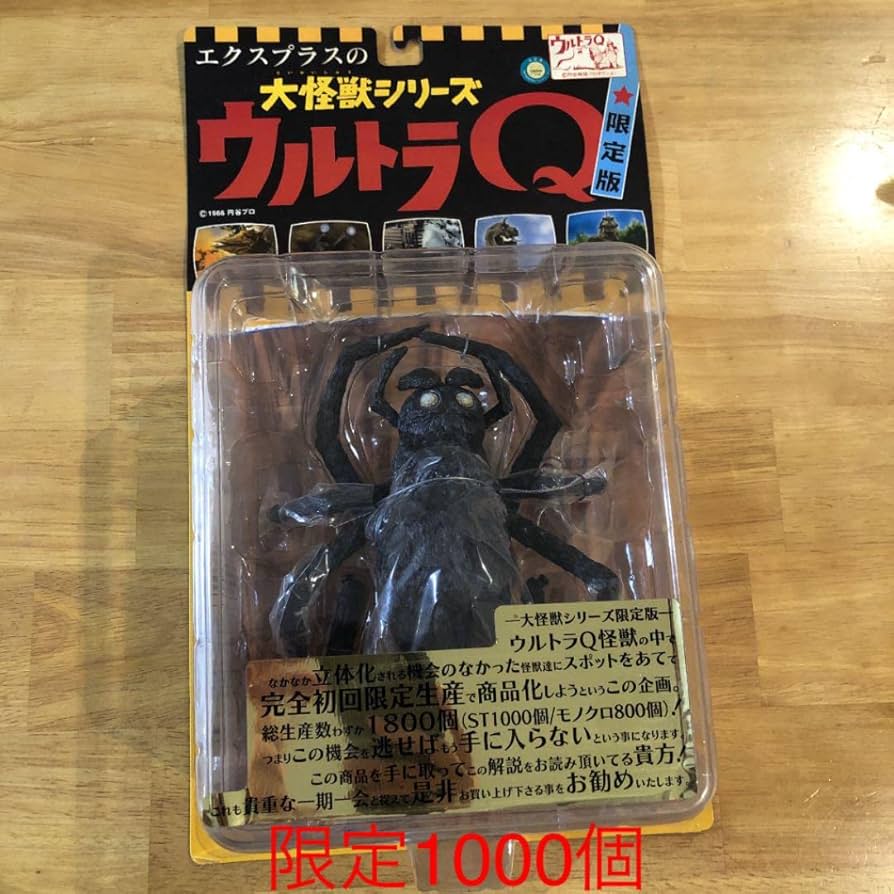 エクスプラスの
だいかいじゅう
大怪獣シリーズ
ウルトラQ
ウルトラQ
★限定版
©1966 円谷プロ
―大怪獣シリーズ限定版―
ウルトラQ怪獣の中で
なかなか立体化される機会のなかった怪獣達にスポットをあてて
完全初回限定生産で商品化しようというこの企画。
総生産数わずか1800個(ST1000個/モノクロ800個)!
つまりこの機会を逃せばもう手に入らないという事になります。
この商品を手に取ってこの解説をお読み頂いてる貴方!
これも貴重な一期一会と捉えて是非お買い上げ下さる事をお勧めいたします。
限定1000個